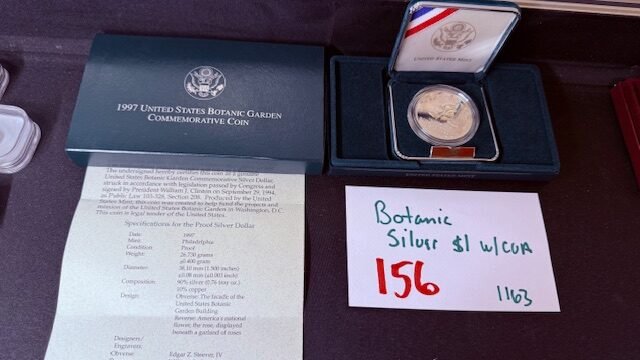 1997 UNITED STATES BOTANIC GARDEN
COMMEMORATIVE COIN
UNITED STATES MINT
The undersigned hereby certifies this coin as a genuine
United States Botanic Garden Commemorative Silver Dollar,
struck in accordance with legislation passed by Congress and
signed by President William J. Clinton on September 29, 1994,
as Public Law 103-328, Section 208. Produced by the United
States Mint, this coin was created to help fund the projects and
mission of the United States Botanic Gardens in Washington, D.C.
This coin is legal tender of the United States.
Specifications for the Proof Silver Dollar
Date: 1997
Mint: Philadelphia
Condition: Proof
Weight: 26.730 grams
±0.400 gram
Diameter: 38.10 mm (1.500 inches)
±0.08 mm (±0.003 inch)
Composition: 90% silver (0.76 troy oz.)
10% copper
Design: Obverse: The facade of the
United States Botanic
Garden Building
Reverse: America's national
flower, the rose, displayed
beneath a garland of roses
Designers/
Engravers:
Obverse Edgar Z. Steever, IV
Botanic
Silver $1 w/COA
156
1163